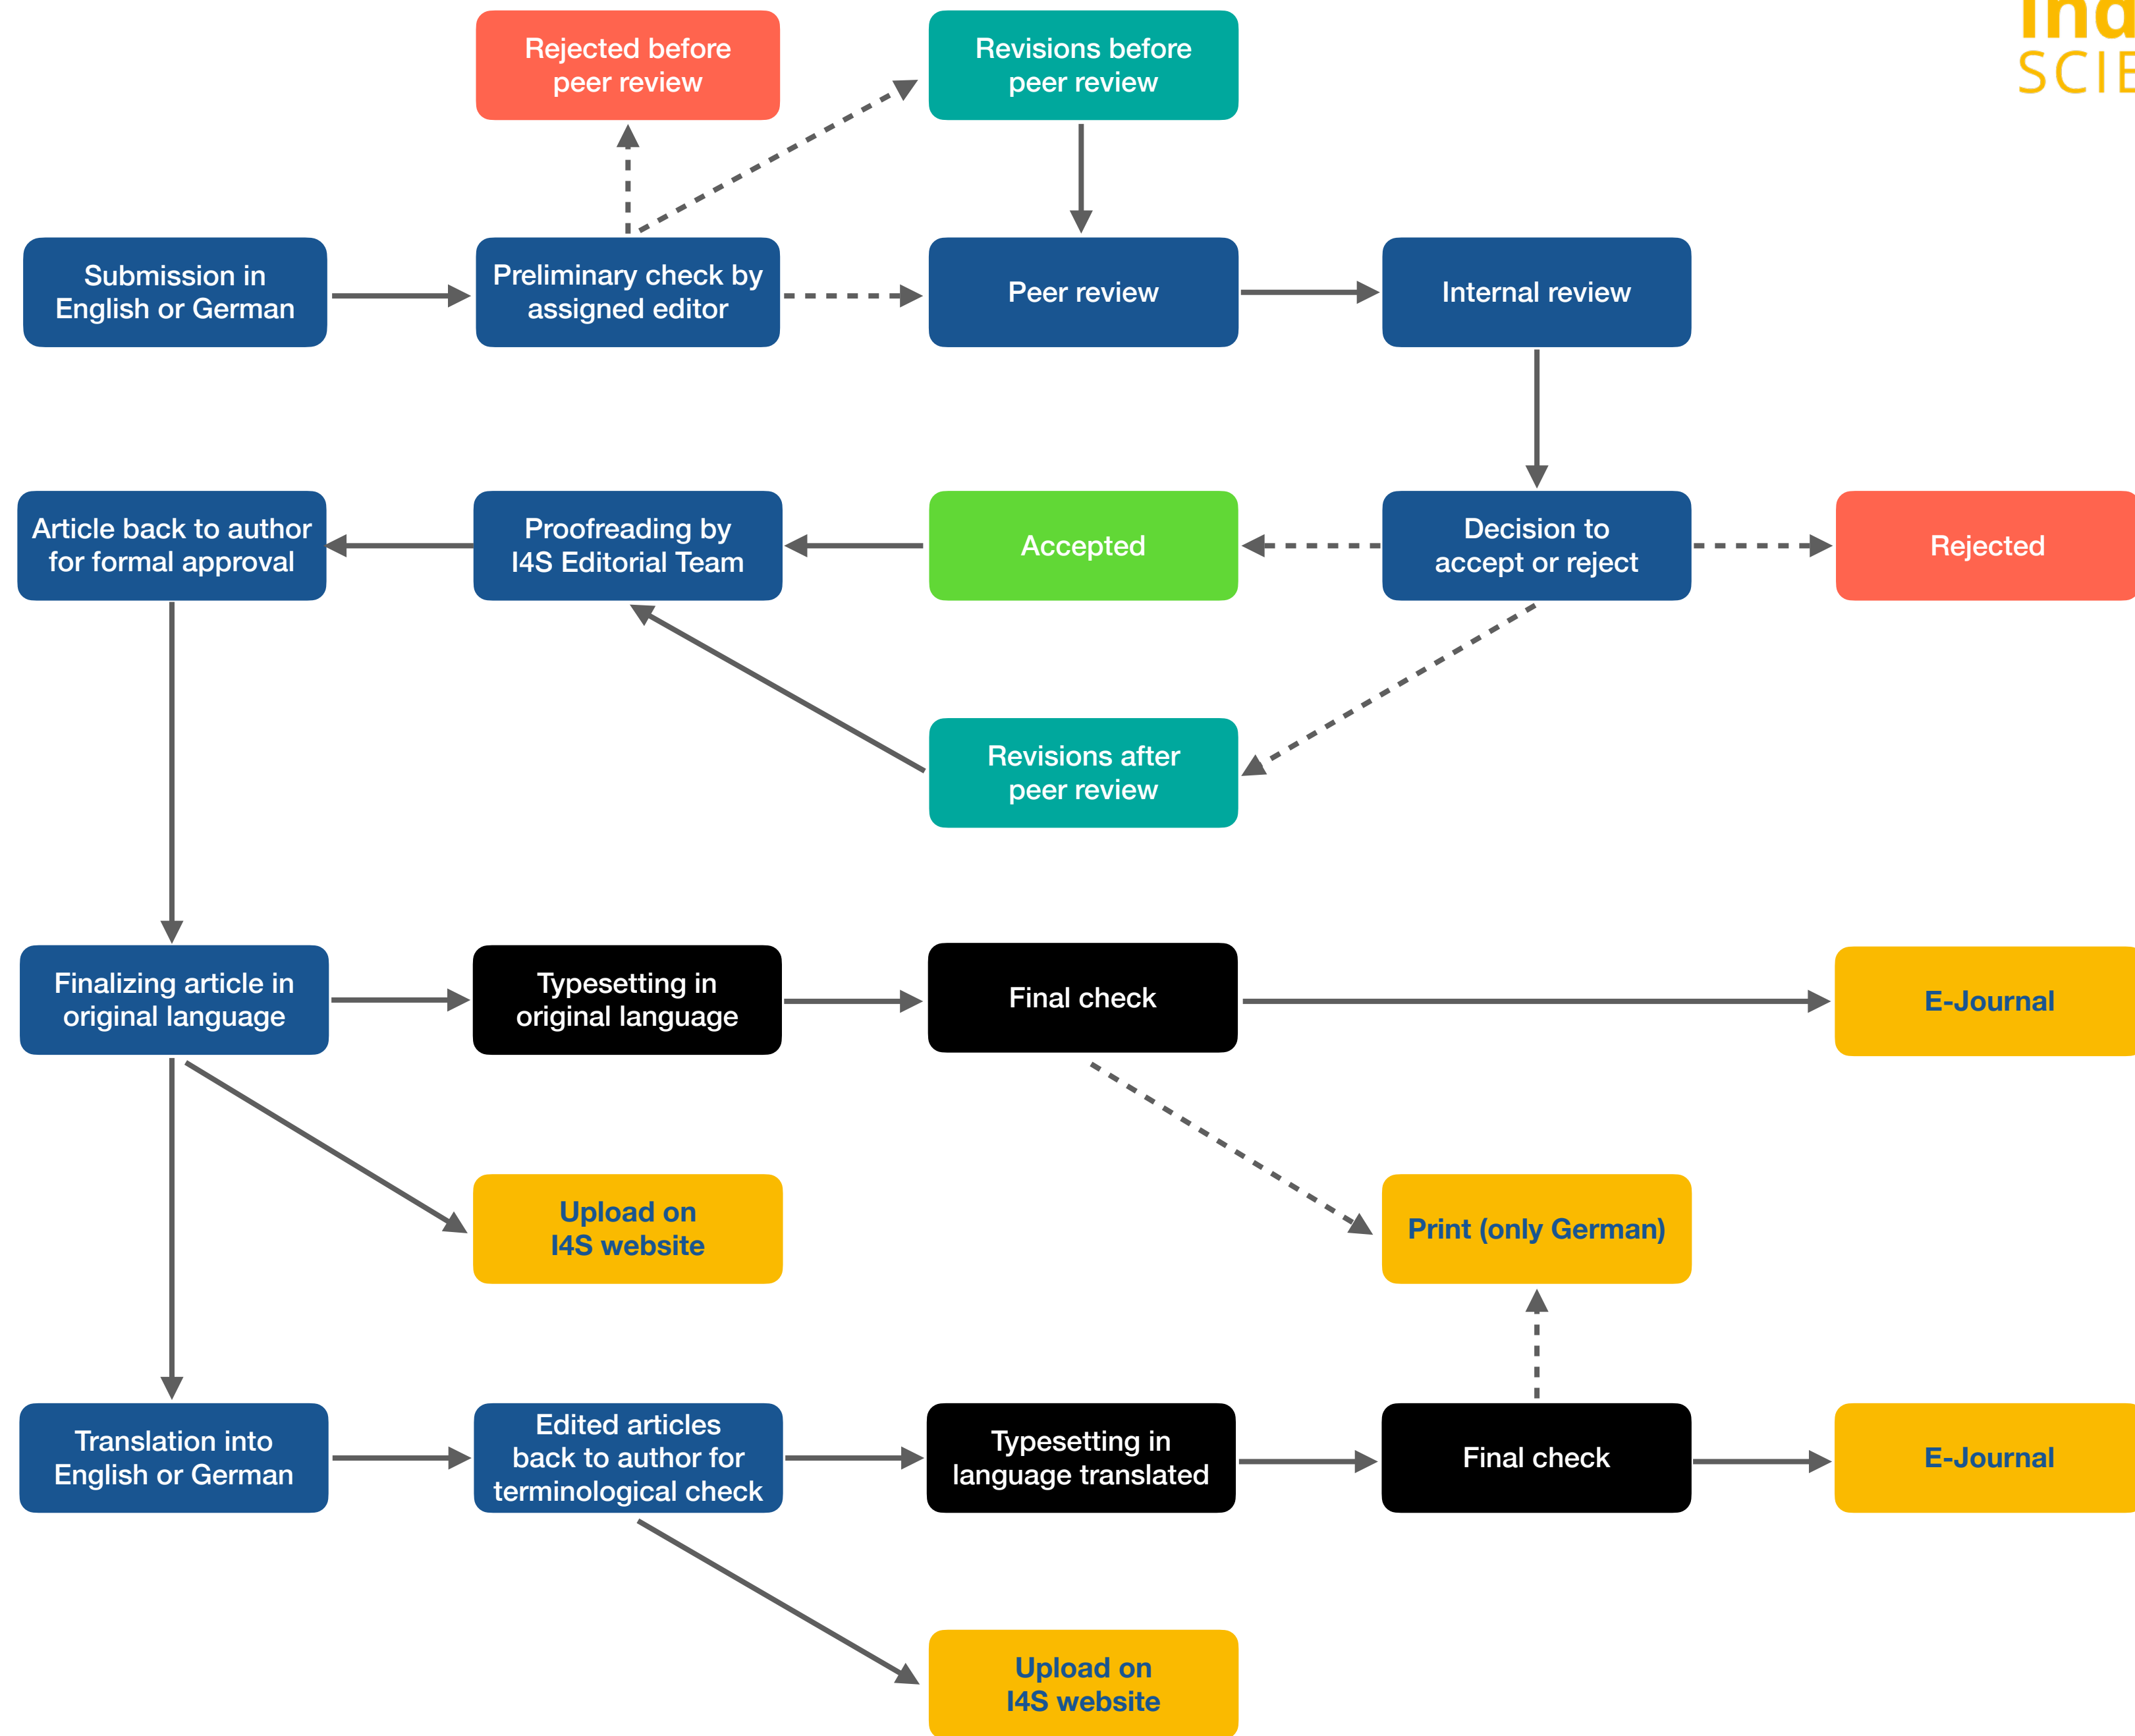 Ind
SCIE
Rejected before
peer review
Revisions before
peer review
Submission in
English or German
Preliminary check by
assigned editor
Peer review
Internal review
Article back to author
for formal approval
Proofreading by
I4S Editorial Team
Accepted
Decision to
accept or reject
Rejected
Revisions after
peer review
Finalizing article in
original language
Typesetting in
original language
Final check
E-Journal
Upload on
I4S website
Print (only German)
Translation into
English or German
Edited articles
back to author for
terminological check
Typesetting in
language translated
Final check
E-Journal
Upload on
I4S website